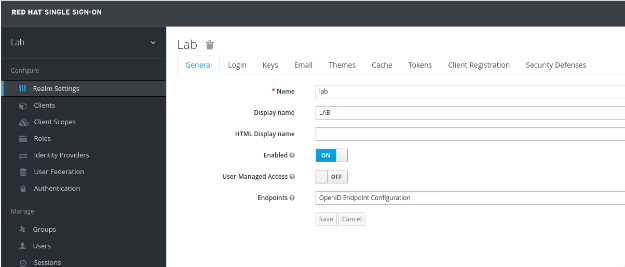 RED HAT SINGLE SIGN-ON
Lab
Configure
Realm Settings
Clients
Client Scopes
Roles
Identity Providers
User Federation
Authentication
Manage
Groups
Users
Sessions
Lab
General Login Keys Email Themes Cache Tokens Client Registration Security Defenses
* Name lab
Display name LAB
HTML Display name
Enabled ON
User-Managed Access OFF
Endpoints OpenID Endpoint Configuration
Save Cancel